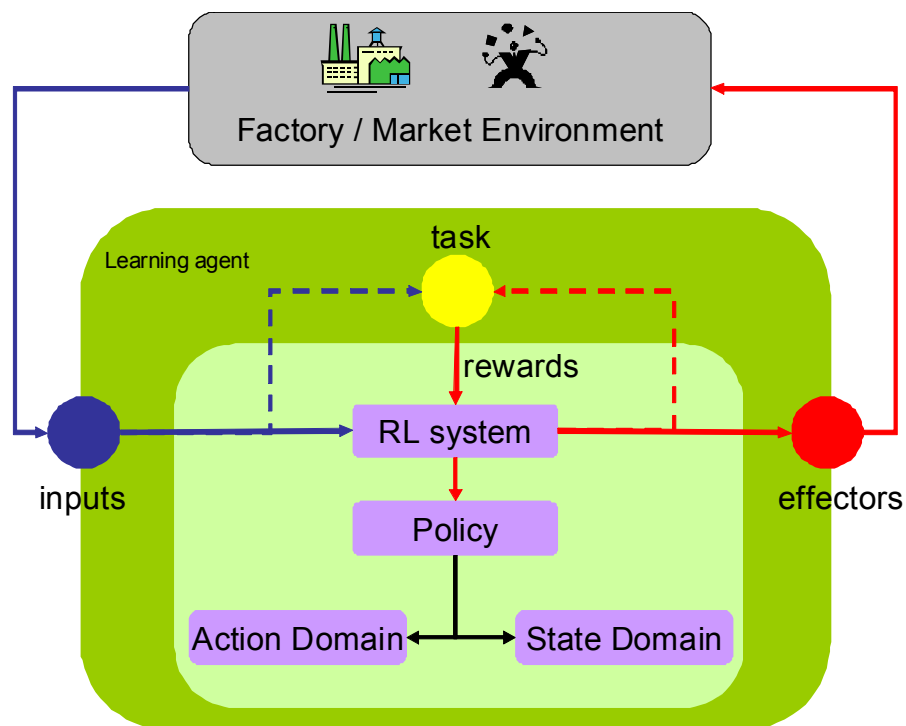 Factory / Market Environment
task
Learning agent
rewards
RL system
inputs
effectors
Policy
Action Domain
State Domain